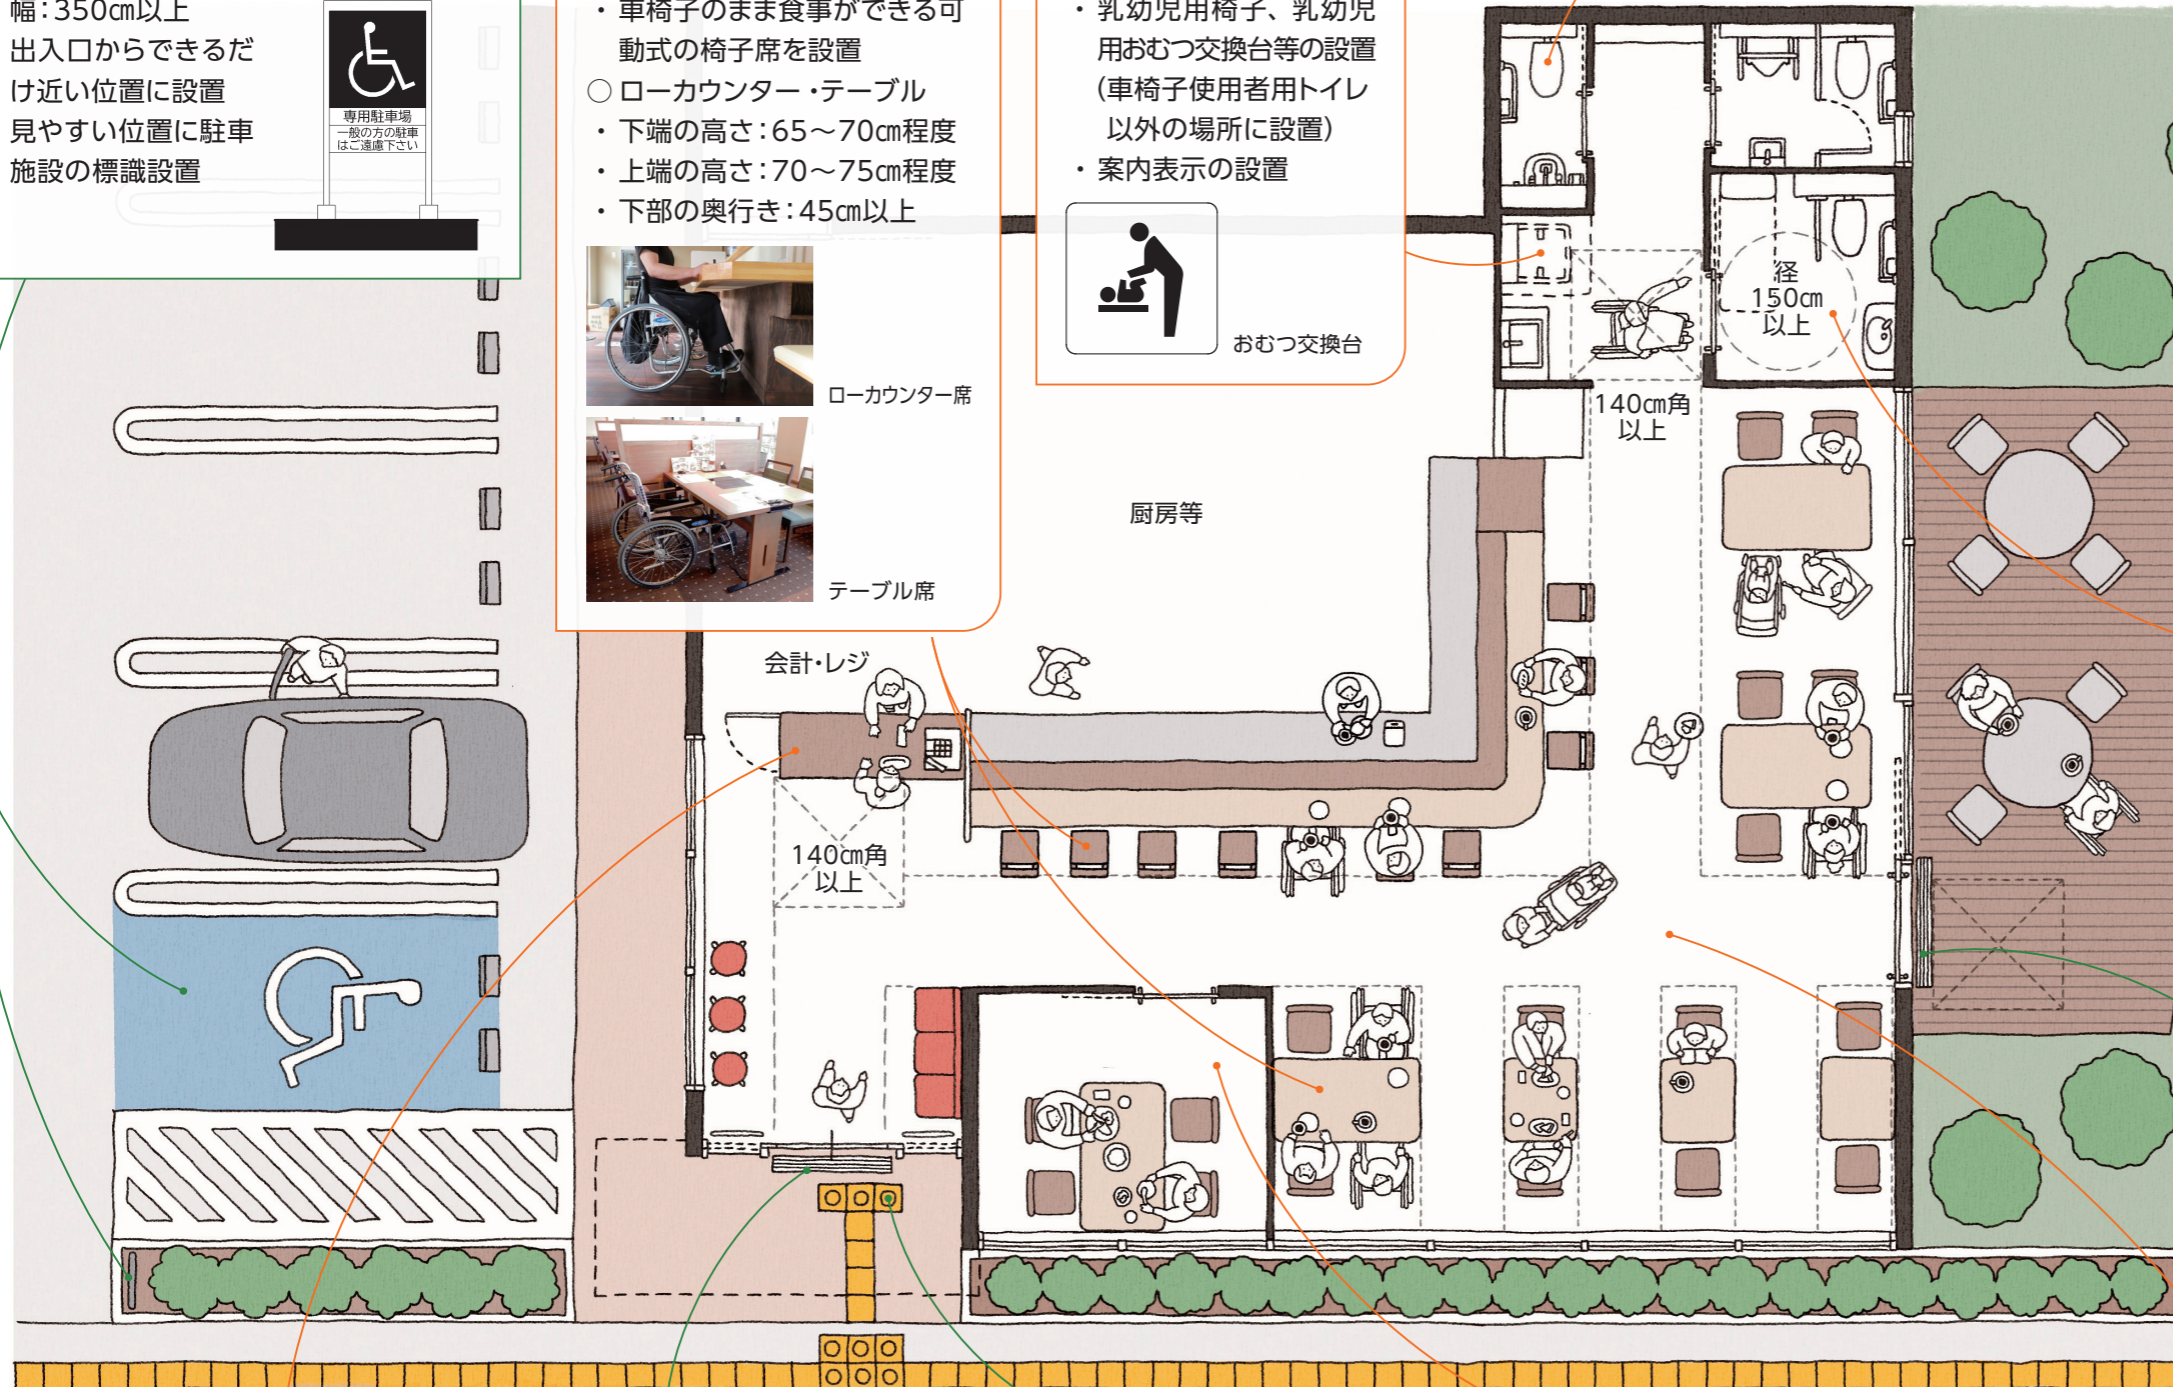 幅：350㎝以上
出入口からできるだ
け近い位置に設置
見やすい位置に駐車
施設の標識設置
専用駐車場
一般の方の駐車
はご遠慮下さい
・ 車椅子のまま食事ができる可
動式の椅子席を設置
○ ローカウンター・テーブル
・ 下端の高さ：65～70㎝程度
・ 上端の高さ：70～75㎝程度
・ 下部の奥行き：45㎝以上
ローカウンター席
テーブル席
・ 乳幼児用椅子、乳幼児
用おむつ交換台等の設置
（車椅子使用者用トイレ
以外の場所に設置）
・ 案内表示の設置
おむつ交換台
径
150㎝
以上
140㎝角
以上
厨房等
会計・レジ
140㎝角
以上